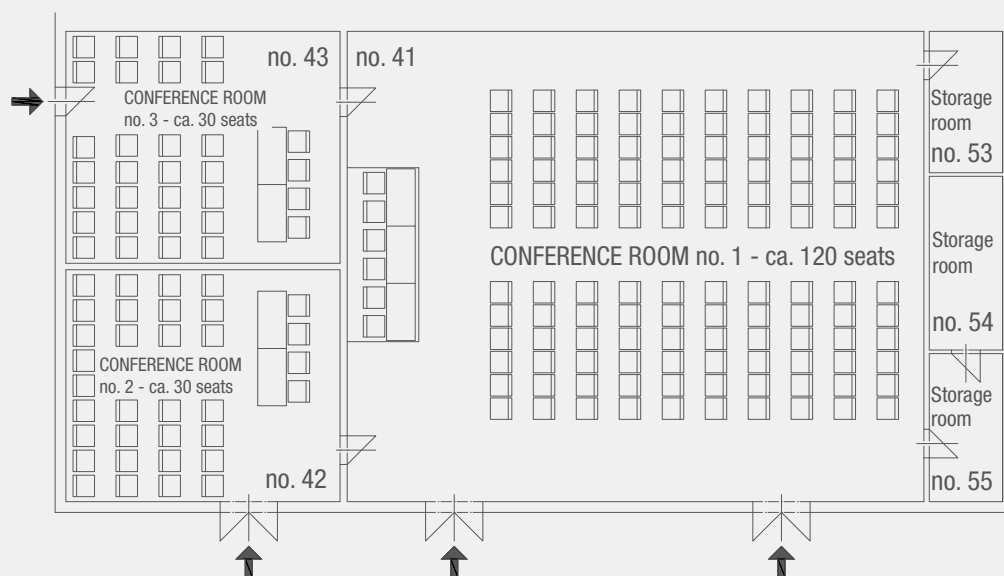 no. 43
no. 41
CONFERENCE ROOM
no. 3 - ca. 30 seats
Storage
room
no. 53
CONFERENCE ROOM no. 1 - ca. 120 seats
Storage
room
no. 54
CONFERENCE ROOM
no. 2 - ca. 30 seats
no. 42
Storage
room
no. 55